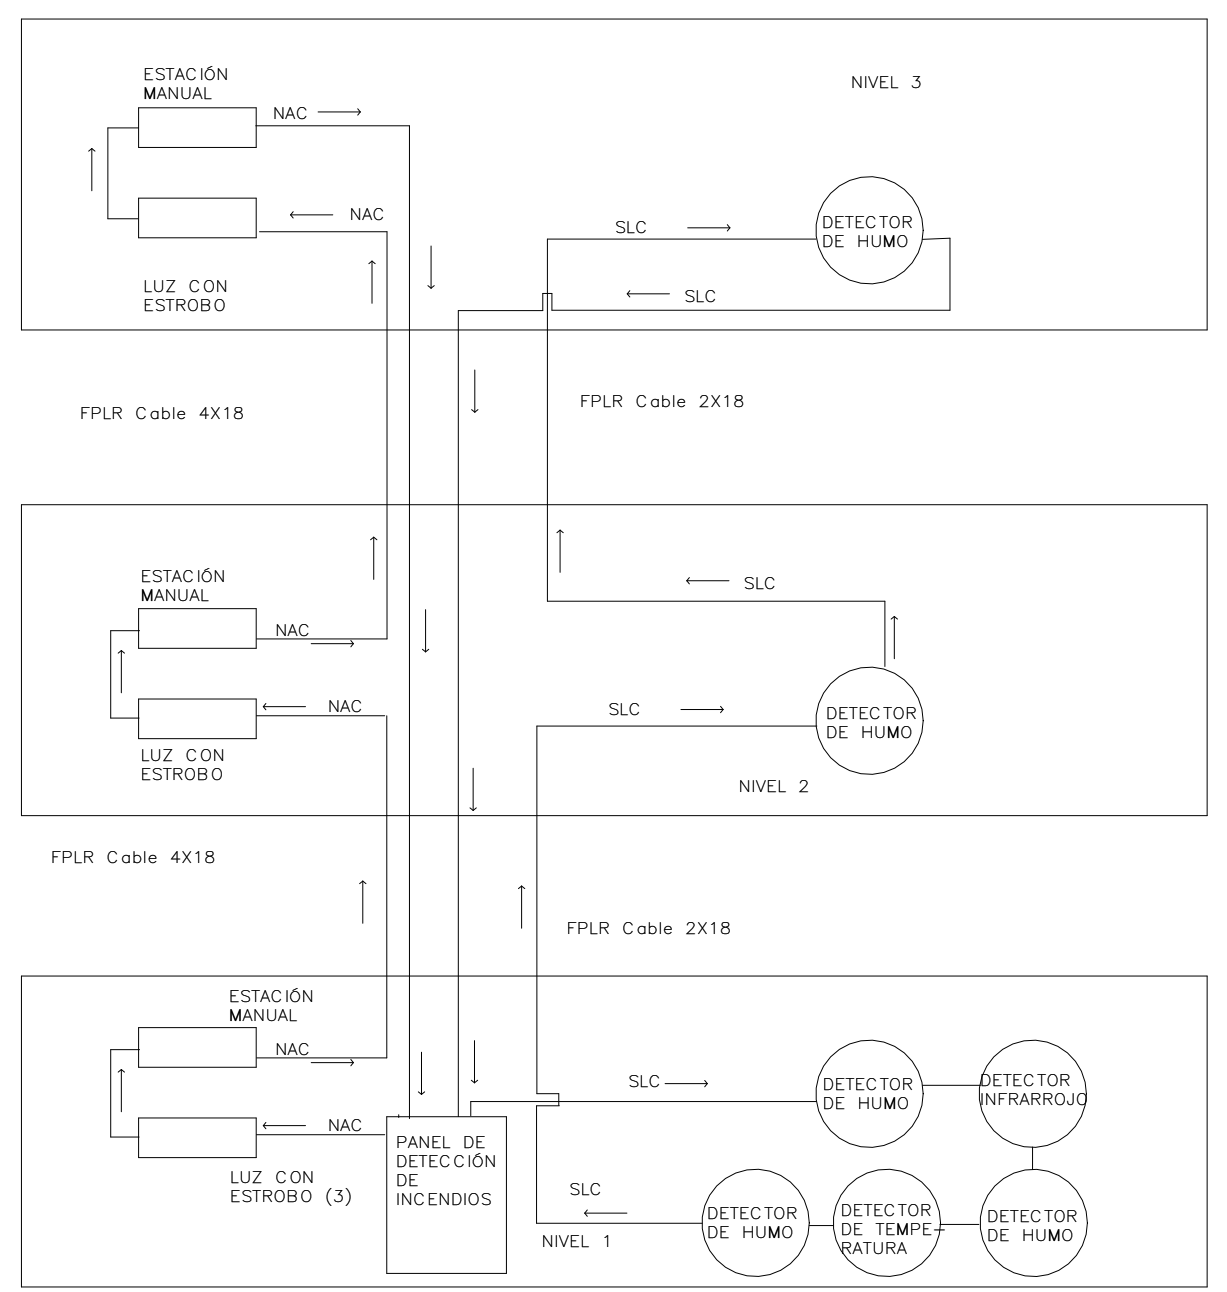 ESTACIÓN
MANUAL
NIVEL 3
NAC
NAC
SLC
DETECTOR
DE HUMO
LUZ CON
ESTROBO
SLC
FPLR Cable 4X18
FPLR Cable 2X18
ESTACIÓN
MANUAL
NAC
SLC
NAC
SLC
DETECTOR
DE HUMO
LUZ CON
ESTROBO
NIVEL 2
FPLR Cable 4X18
FPLR Cable 2X18
ESTACIÓN
MANUAL
NAC
SLC
DETECTOR
DE HUMO
DETECTOR
INFRARROJO
NAC
PANEL DE
DETECCIÓN
DE
INCENDIOS
LUZ CON
ESTROBO (3)
SLC
NIVEL 1
DETECTOR
DE HUMO
DETECTOR
DE TEMPE-
RATURA
DETECTOR
DE HUMO